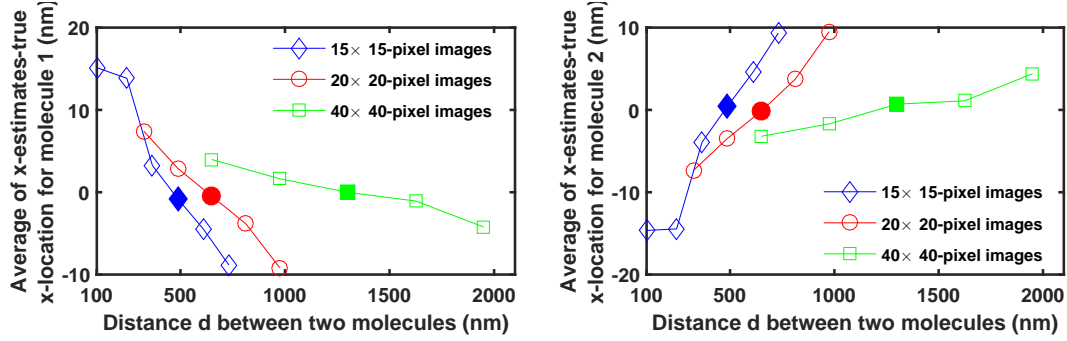 Average of x-estimates-true
x-location for molecule 1 (nm)
20
10
0
-10
100
500
1000
1500
2000
15× 15-pixel images
20× 20-pixel images
40× 40-pixel images
Distance d between two molecules (nm)
Average of x-estimates-true
x-location for molecule 2 (nm)
10
0
-10
-20
100
500
1000
1500
2000
15× 15-pixel images
20× 20-pixel images
40× 40-pixel images
Distance d between two molecules (nm)